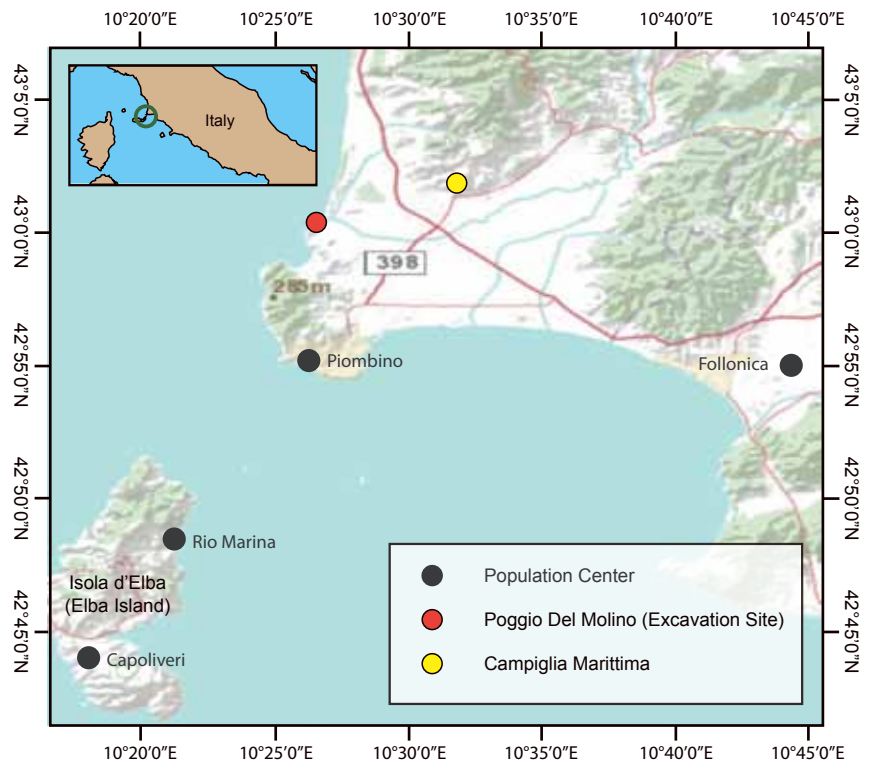 10°20'0"E 10°25'0"E 10°30'0"E 10°35'0"E 10°40'0"E 10°45'0"E
43°5'0"N 43°5'0"N
Italy
43°0'0"N 43°0'0"N
398
285m
Piombino
Follonica
42°55'0"N 42°55'0"N
42°50'0"N 42°50'0"N
Rio Marina
Isola d'Elba
(Elba Island)
42°45'0"N 42°45'0"N
Capoliveri
Population Center
Poggio Del Molino (Excavation Site)
Campiglia Marittima
10°20'0"E 10°25'0"E 10°30'0"E 10°35'0"E 10°40'0"E 10°45'0"E